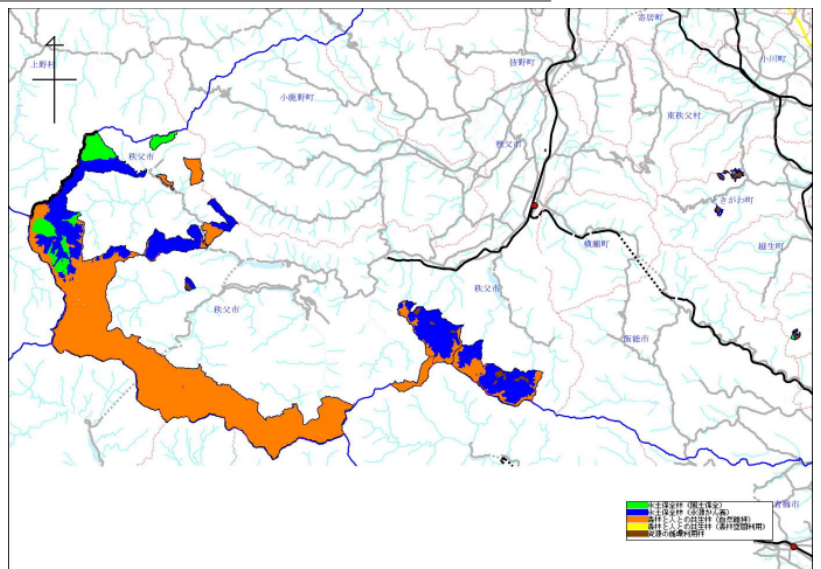 寄居町
上野村
皆野町
小川町
小鹿野町
東秩父村
秩父市
秩父市
ときがわ町
横瀬町
越生町
秩父市
秩父市
飯能市
水土保全林（国土保全）
水土保全林（水源かん養）
森林と人との共生林（自然維持）
森林と人との共生林（森林空間利用）
資源の循環利用林
青梅市